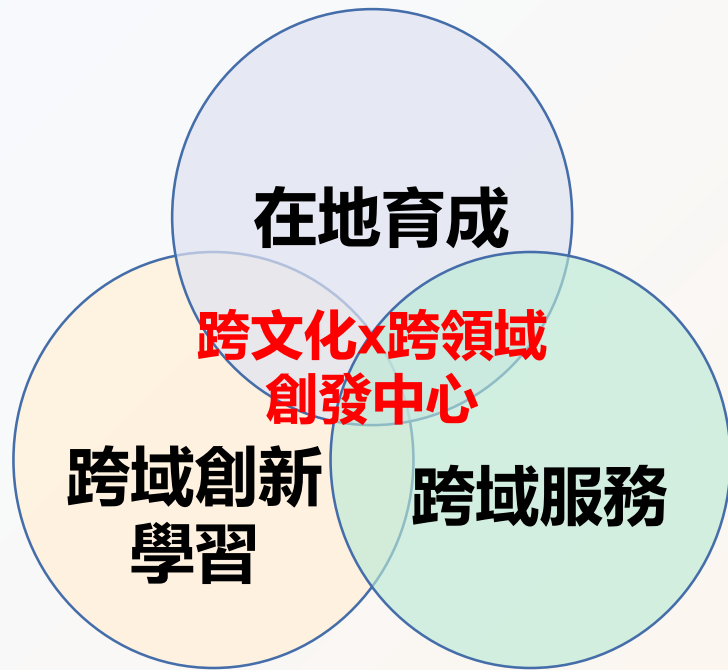 在地育成
跨文化x跨領域
創發中心
跨域創新
學習
跨域服務